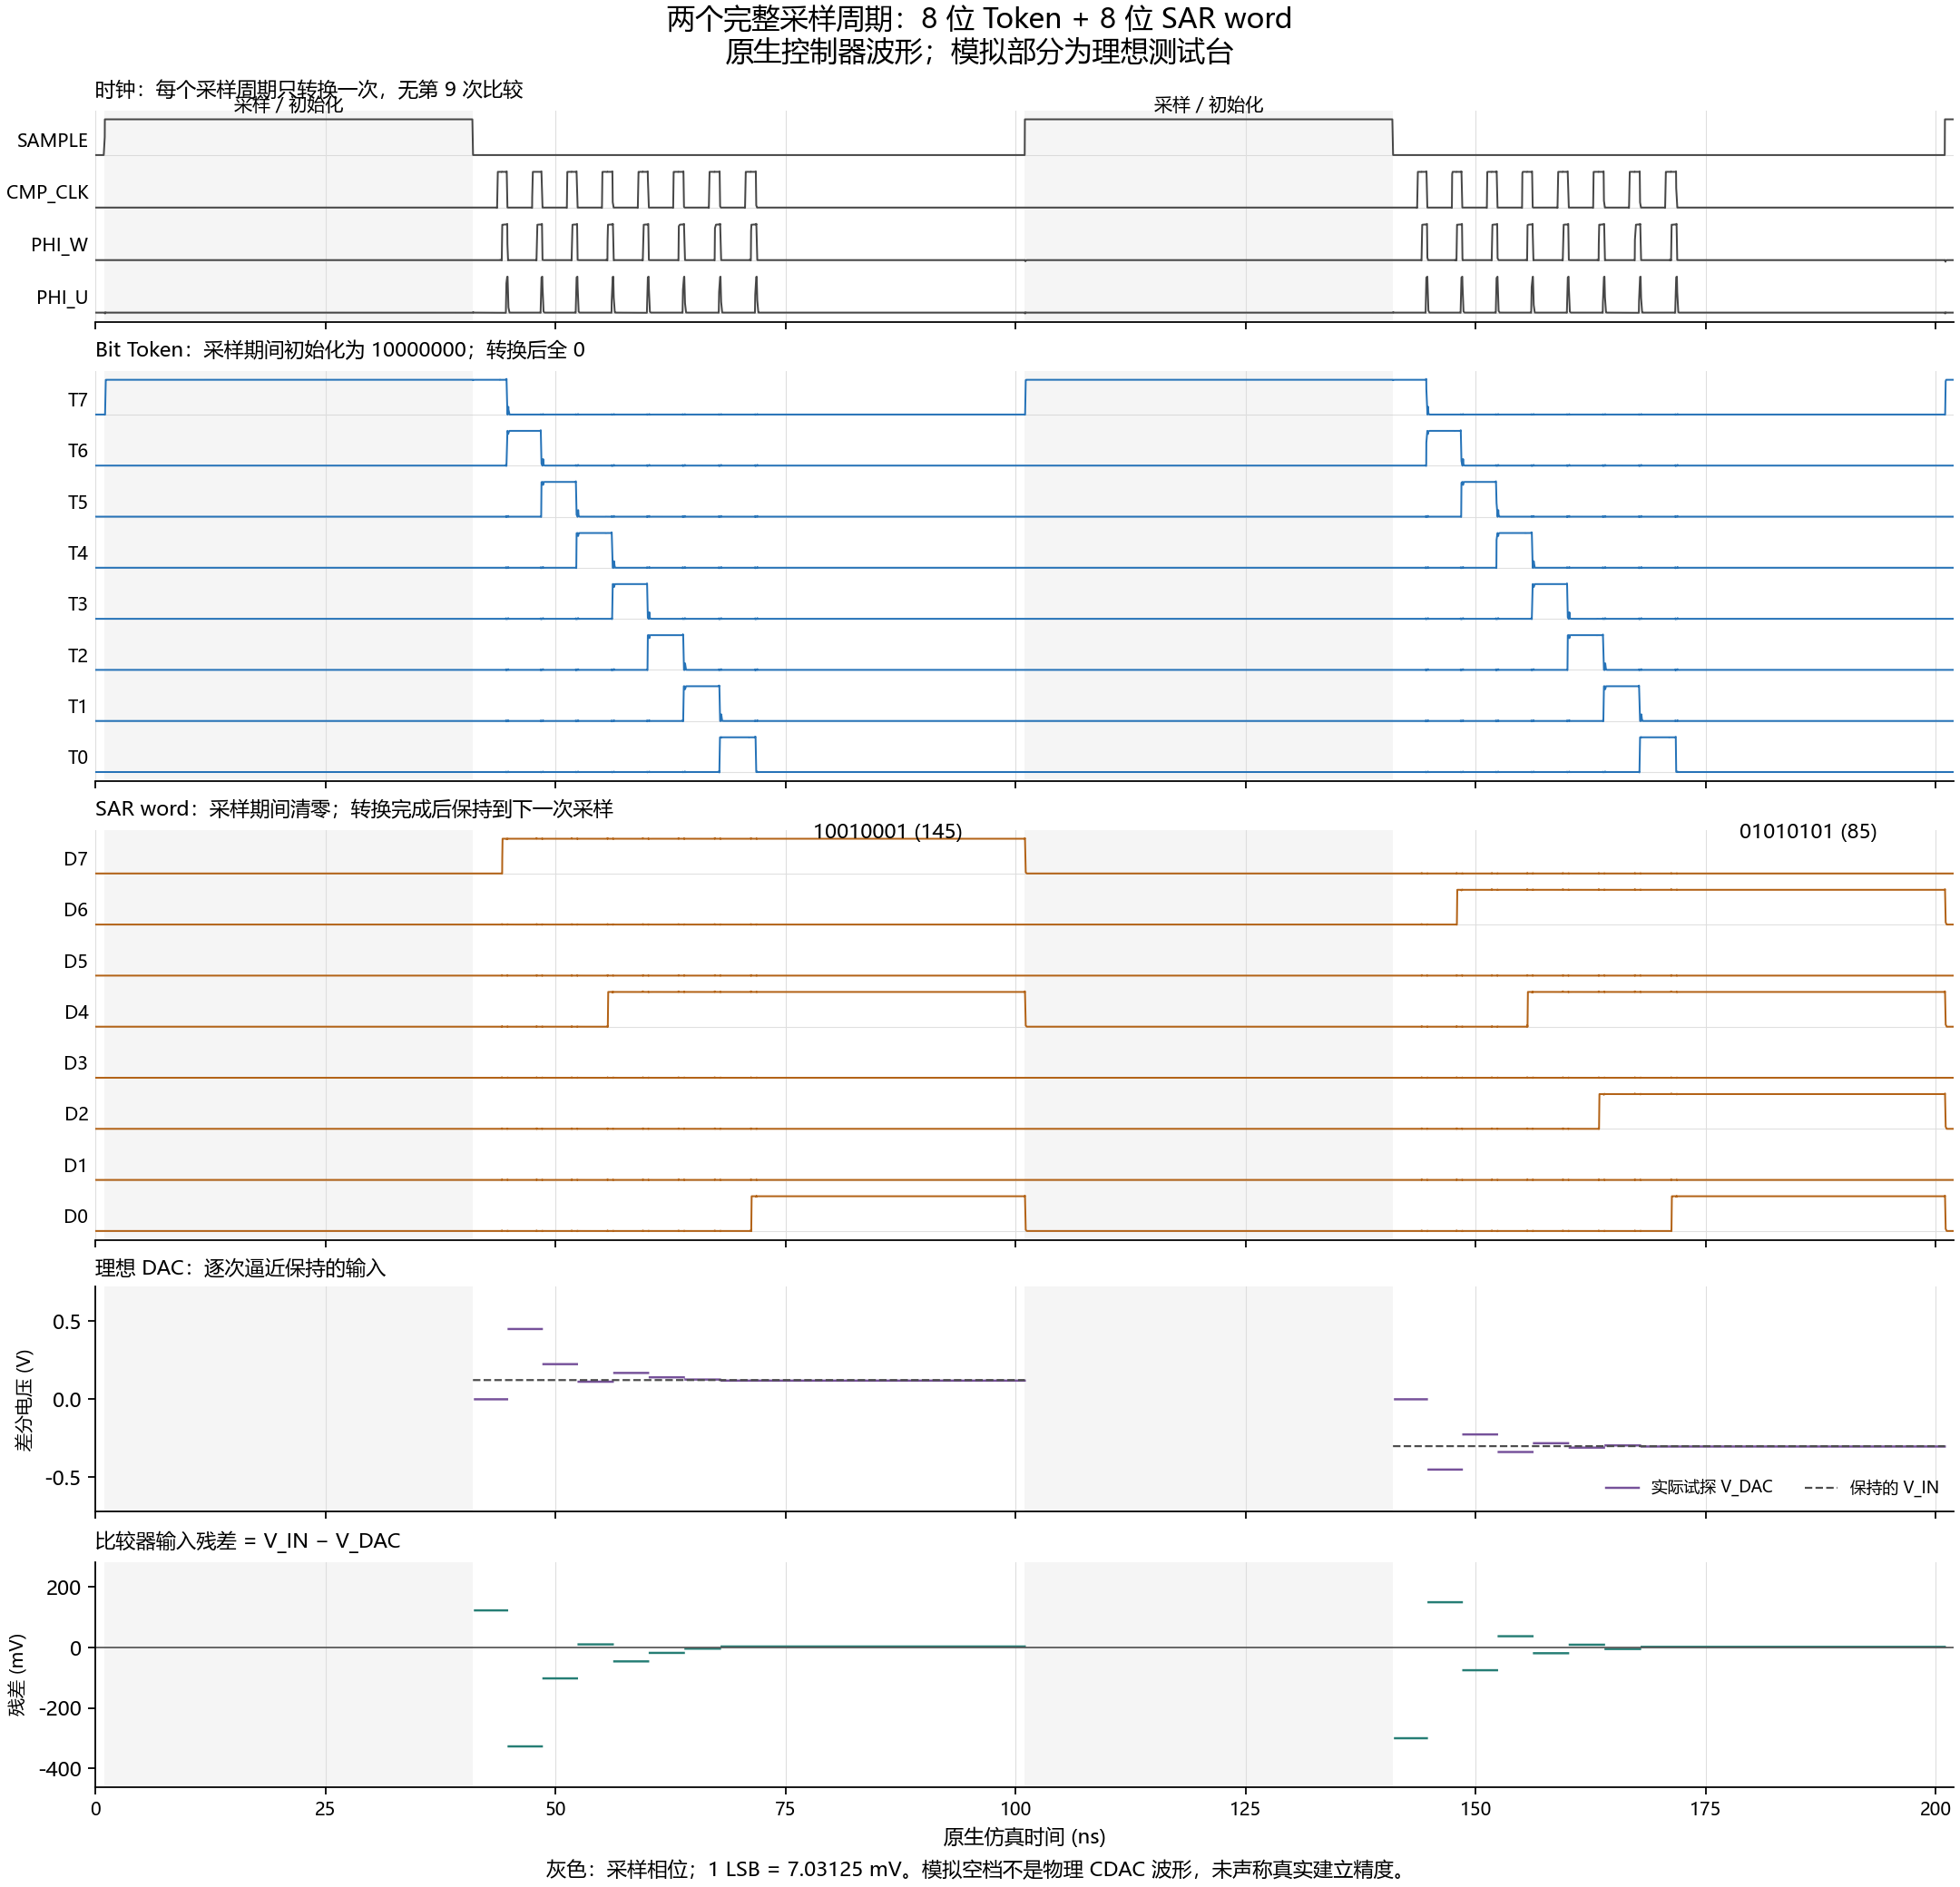 两个完整采样周期：8 位 Token + 8 位 SAR word
原生控制器波形；模拟部分为理想测试台
时钟：每个采样周期只转换一次，无第 9 次比较
采样 / 初始化
采样 / 初始化
SAMPLE
CMP_CLK
PHI_W
PHI_U
Bit Token：采样期间初始化为 10000000；转换后全 0
T7
T6
T5
T4
T3
T2
T1
T0
SAR word：采样期间清零；转换完成后保持到下一次采样
10010001 (145)
01010101 (85)
D7
D6
D5
D4
D3
D2
D1
D0
理想 DAC：逐次逼近保持的输入
差分电压 (V)
0.5
0.0
-0.5
实际试探 V_DAC
保持的 V_IN
比较器输入残差 = V_IN − V_DAC
残差 (mV)
200
0
-200
-400
0
25
50
75
100
125
150
175
200
原生仿真时间 (ns)
灰色：采样相位；1 LSB = 7.03125 mV。模拟空档不是物理 CDAC 波形，未声称真实建立精度。